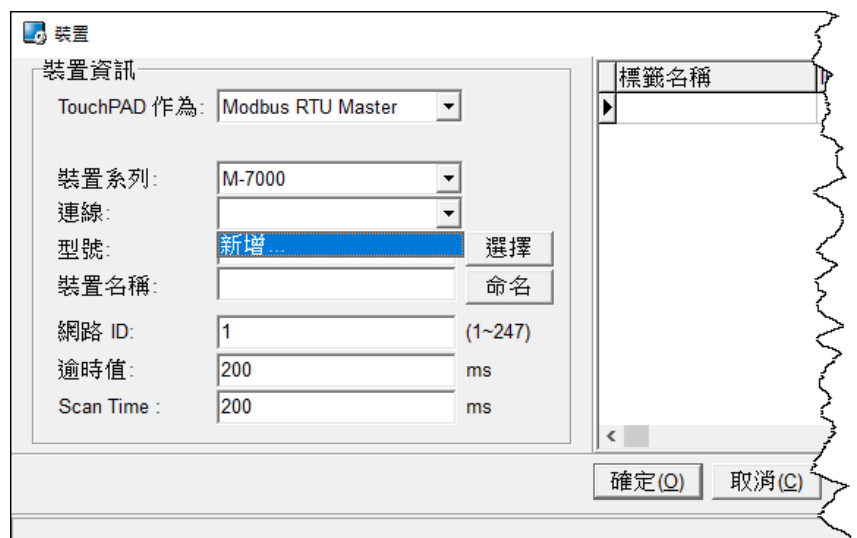 裝置
裝置資訊
TouchPAD 作為: Modbus RTU Master
裝置系列: M-7000
連線:
新增...
型號: 選擇
裝置名稱: 命名
網路 ID: 1 (1~247)
逾時值: 200 ms
Scan Time : 200 ms
標籤名稱
確定(O) 取消(C)